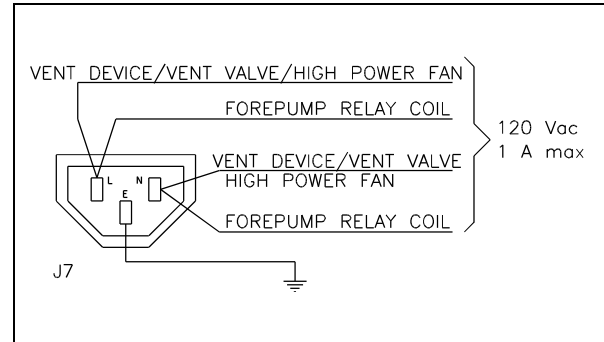 VENT DEVICE/VENT VALVE/HIGH POWER FAN
FOREPUMP RELAY COIL
120 Vac
1 A max
VENT DEVICE/VENT VALVE
HIGH POWER FAN
L
N
E
FOREPUMP RELAY COIL
J7